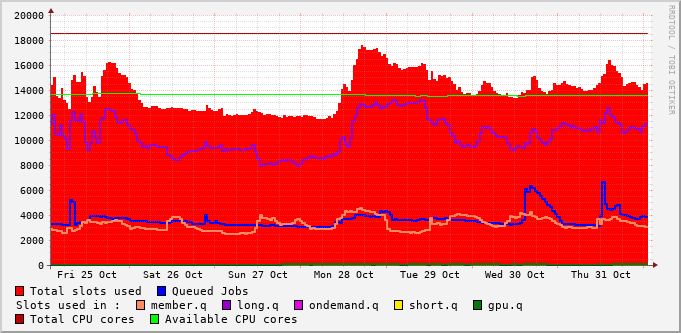 20000
18000
16000
14000
12000
10000
8000
6000
4000
2000
0
Fri 25 Oct Sat 26 Oct Sun 27 Oct Mon 28 Oct Tue 29 Oct Wed 30 Oct Thu 31 Oct
Total slots used Queued Jobs
Slots used in : member.q long.q ondemand.q short.q gpu.q
Total CPU cores Available CPU cores
RRDTOOL / TOBI OETIKER